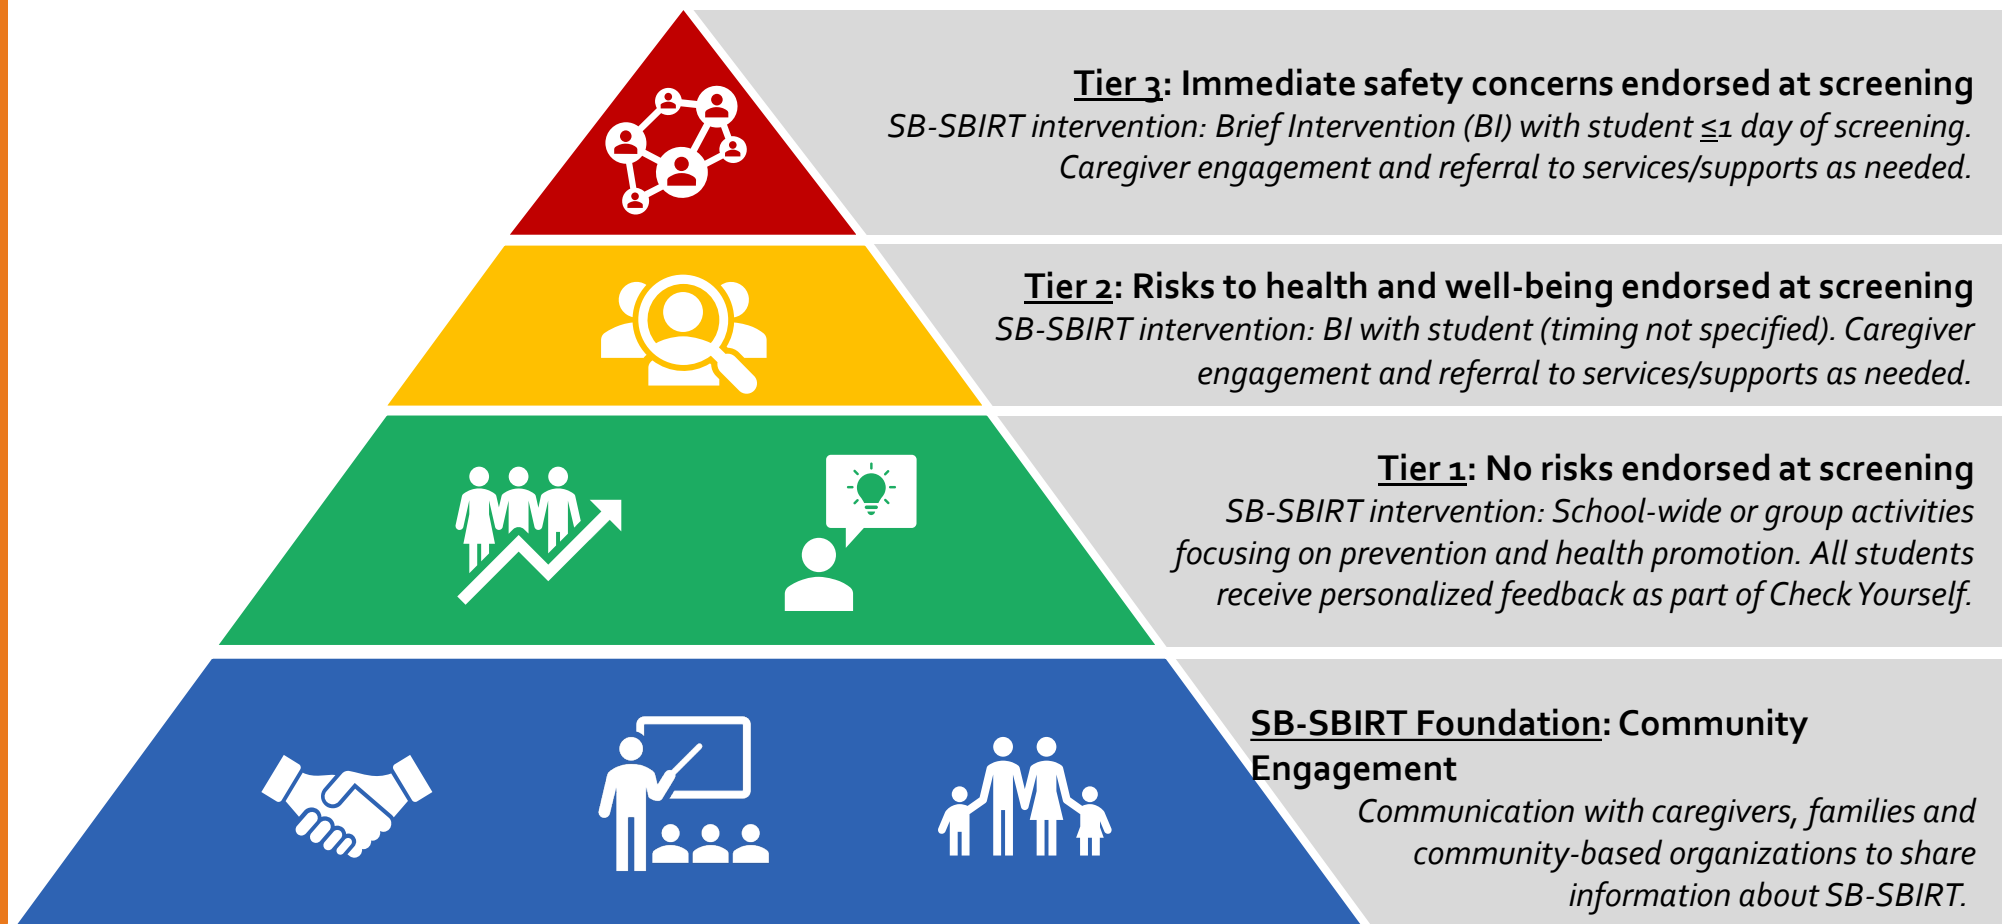 Tier 3: Immediate safety concerns endorsed at screening
SB-SBIRT intervention: Brief Intervention (BI) with student ≤1 day of screening.
Caregiver engagement and referral to services/supports as needed.
Tier 2: Risks to health and well-being endorsed at screening
SB-SBIRT intervention: BI with student (timing not specified). Caregiver
engagement and referral to services/supports as needed.
Tier 1: No risks endorsed at screening
SB-SBIRT intervention: School-wide or group activities
focusing on prevention and health promotion. All students
receive personalized feedback as part of Check Yourself.
SB-SBIRT Foundation: Community
Engagement
Communication with caregivers, families and
community-based organizations to share
information about SB-SBIRT.